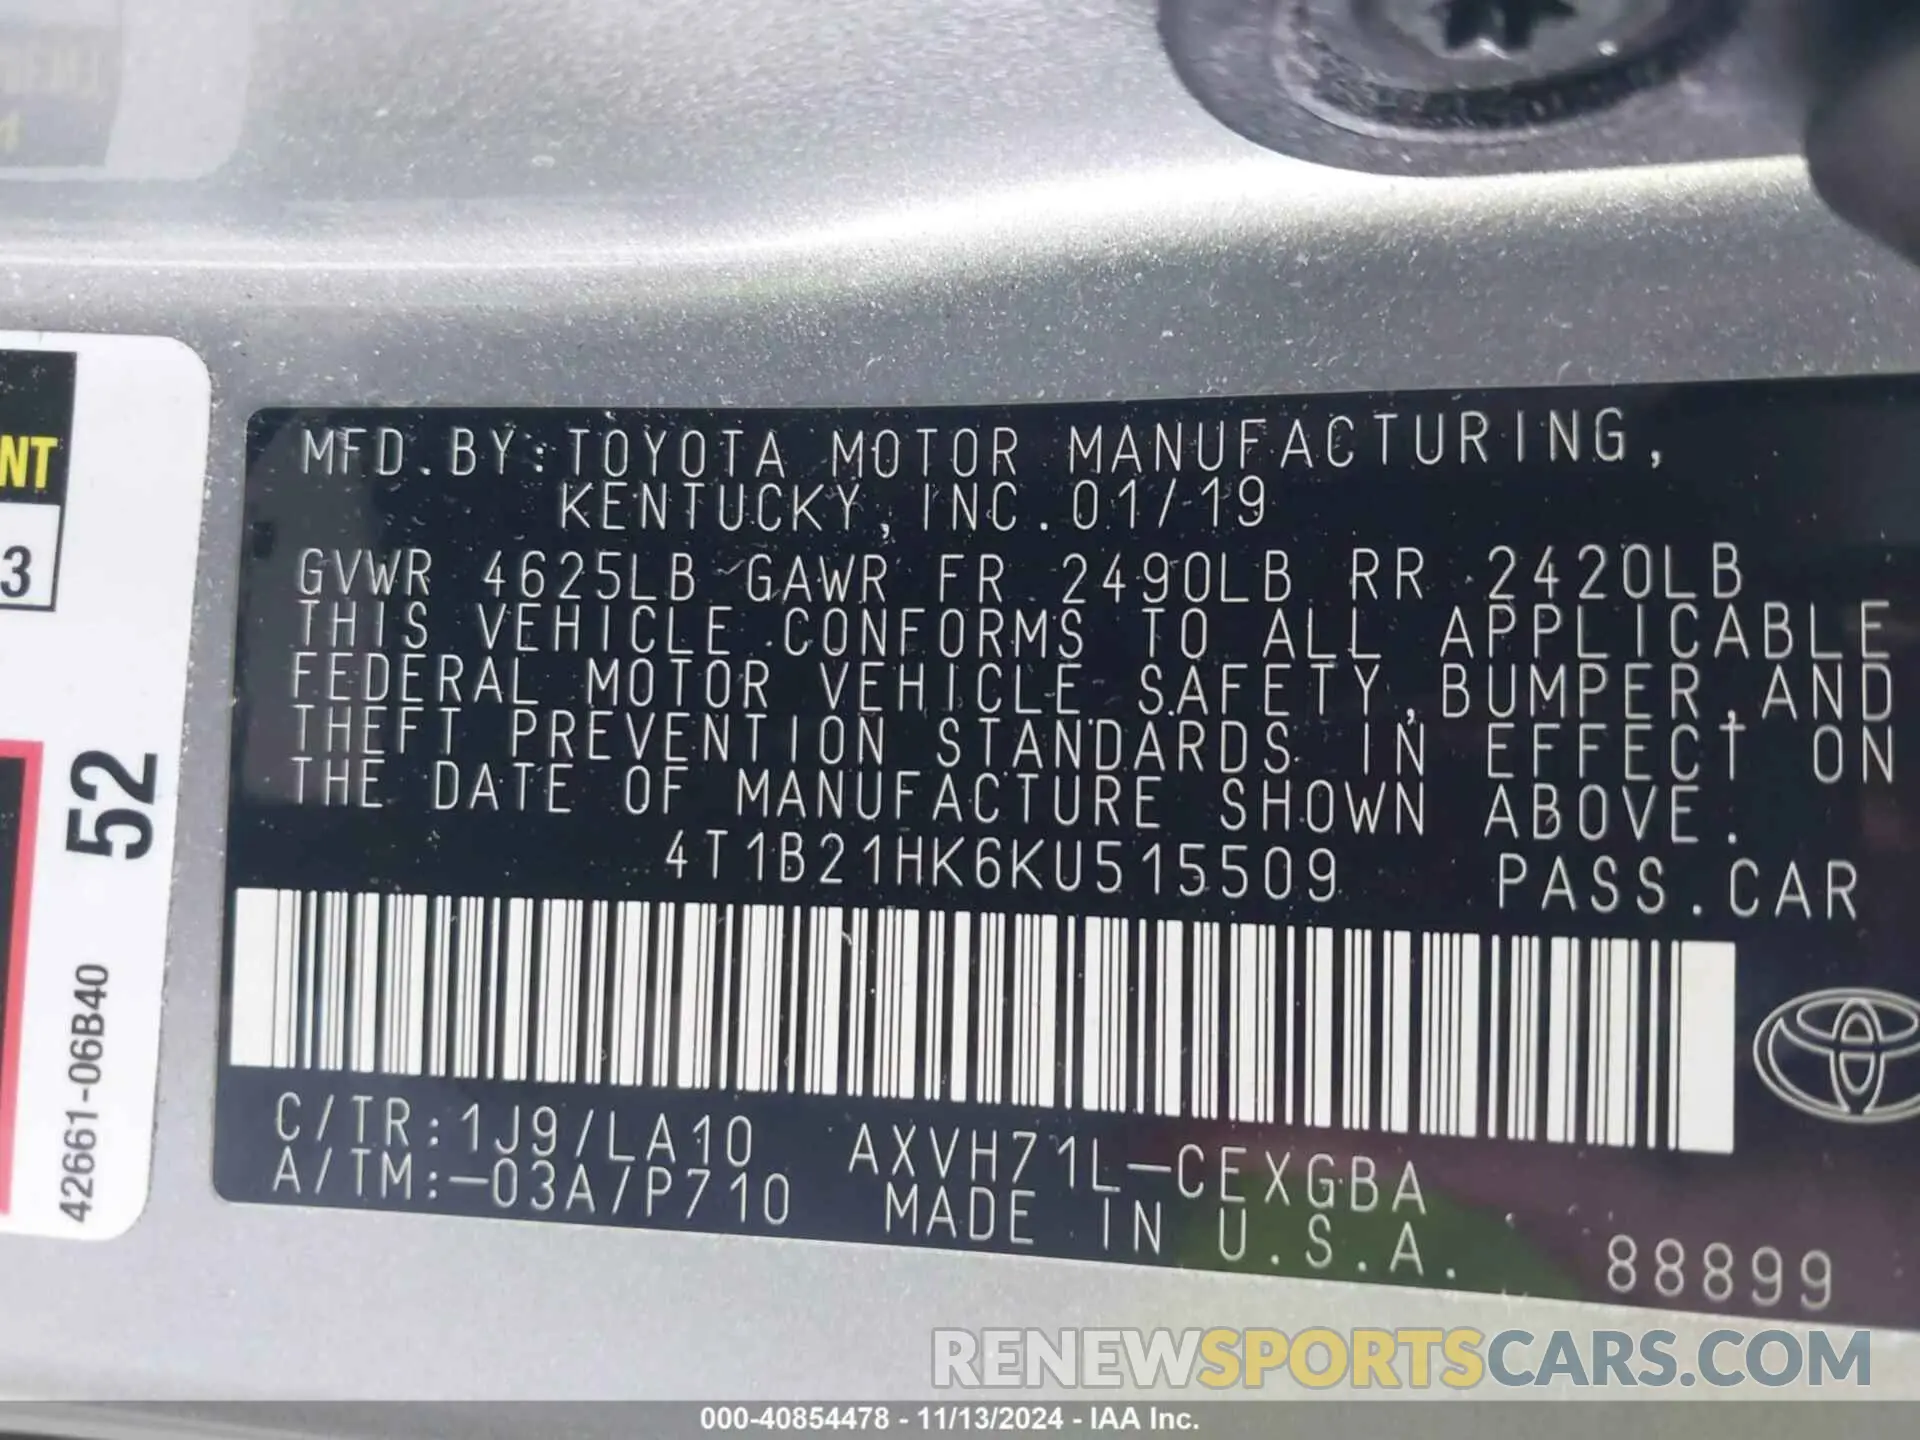 MFD. BY: TOYOTA MOTOR MANUFACTURING,
KENTUCKY, INC. 01/19
GVWR 4625LB GAWR FR 2490LB RR 2420LB
THIS VEHICLE CONFORMS TO ALL APPLICABLE
FEDERAL MOTOR VEHICLE SAFETY, BUMPER, AND
THEFT PREVENTION STANDARDS IN EFFECT ON
THE DATE OF MANUFACTURE SHOWN ABOVE.
4T1B21HK6KU515509 PASS. CAR
C/TR: 1J9/LA10 AXVH71L-CEXGBA
A/TM: -03A/P710 MADE IN U.S.A. 88899
NT
3
52
42661-06B40
RENEWSPORTSCARS.COM
000-40854478 - 11/13/2024 - IAA Inc.